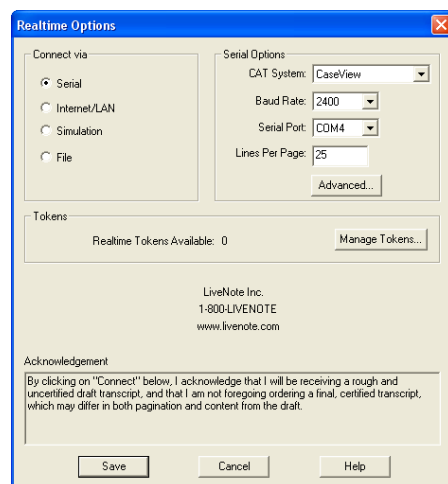 Realtime Options
Connect via
Serial
Internet/LAN
Simulation
File
Serial Options
CAT System: CaseView
Baud Rate: 2400
Serial Port: COM4
Lines Per Page: 25
Advanced...
Tokens
Realtime Tokens Available: 0
Manage Tokens...
LiveNote Inc.
1-800-LIVENOTE
www.livenote.com
Acknowledgement
By clicking on "Connect" below, I acknowledge that I will be receiving a rough and
uncertified draft transcript, and that I am not foregoing ordering a final, certified transcript,
which may differ in both pagination and content from the draft.
Save Cancel Help